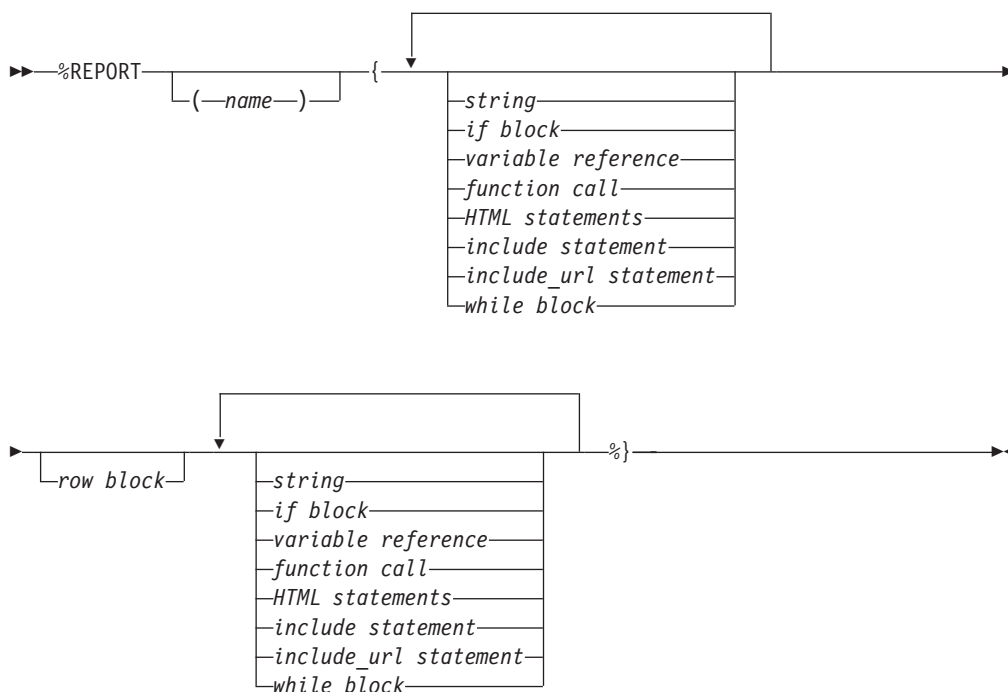 %REPORT ( name ) {
string
if block
variable reference
function call
HTML statements
include statement
include_url statement
while block
row block %}
string
if block
variable reference
function call
HTML statements
include statement
include_url statement
while block